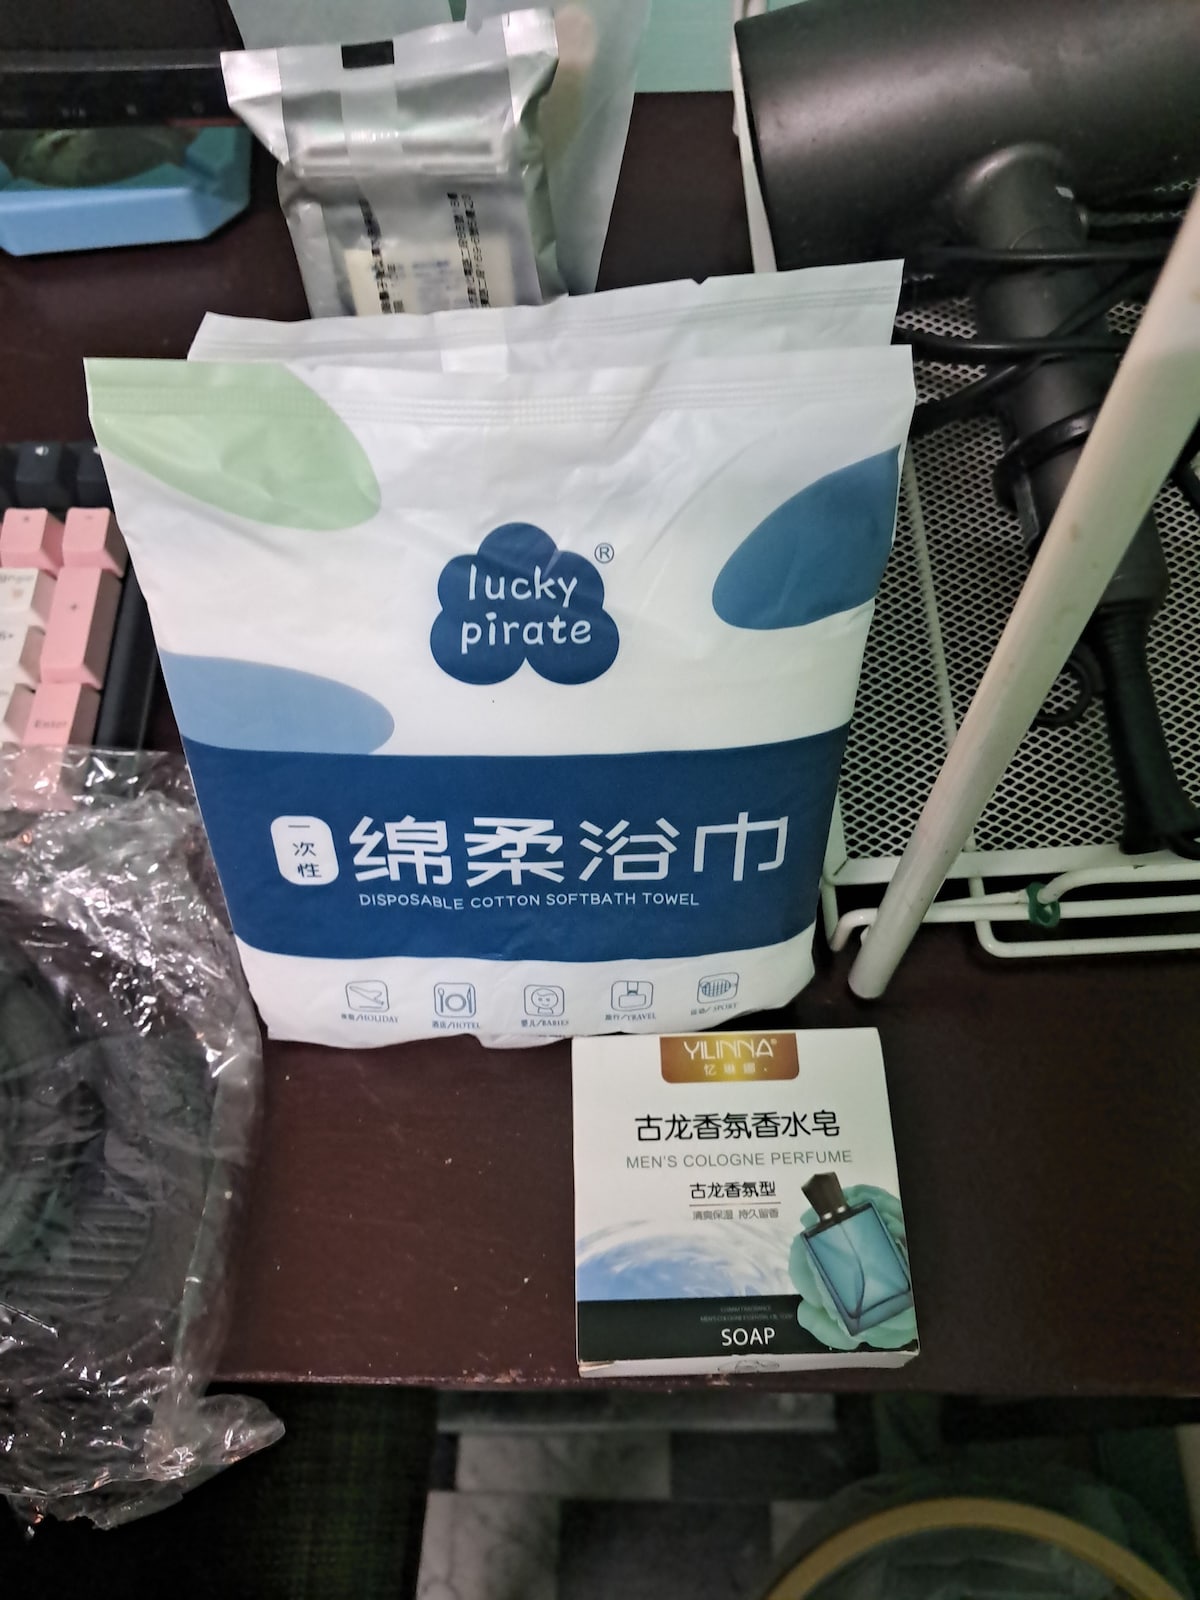 lucky
pirate
®
一次性
绵柔浴巾
DISPOSABLE COTTON SOFTBATH TOWEL
/HOLIDAY
酒店/HOTEL
婴儿/BABIES
旅行/TRAVEL
运动/SPORT
YILINNA®
忆琳娜
古龙香氛香水皂
MEN'S COLOGNE PERFUME
古龙香氛型
清爽保湿 持久留香
SOAP
Enter
+